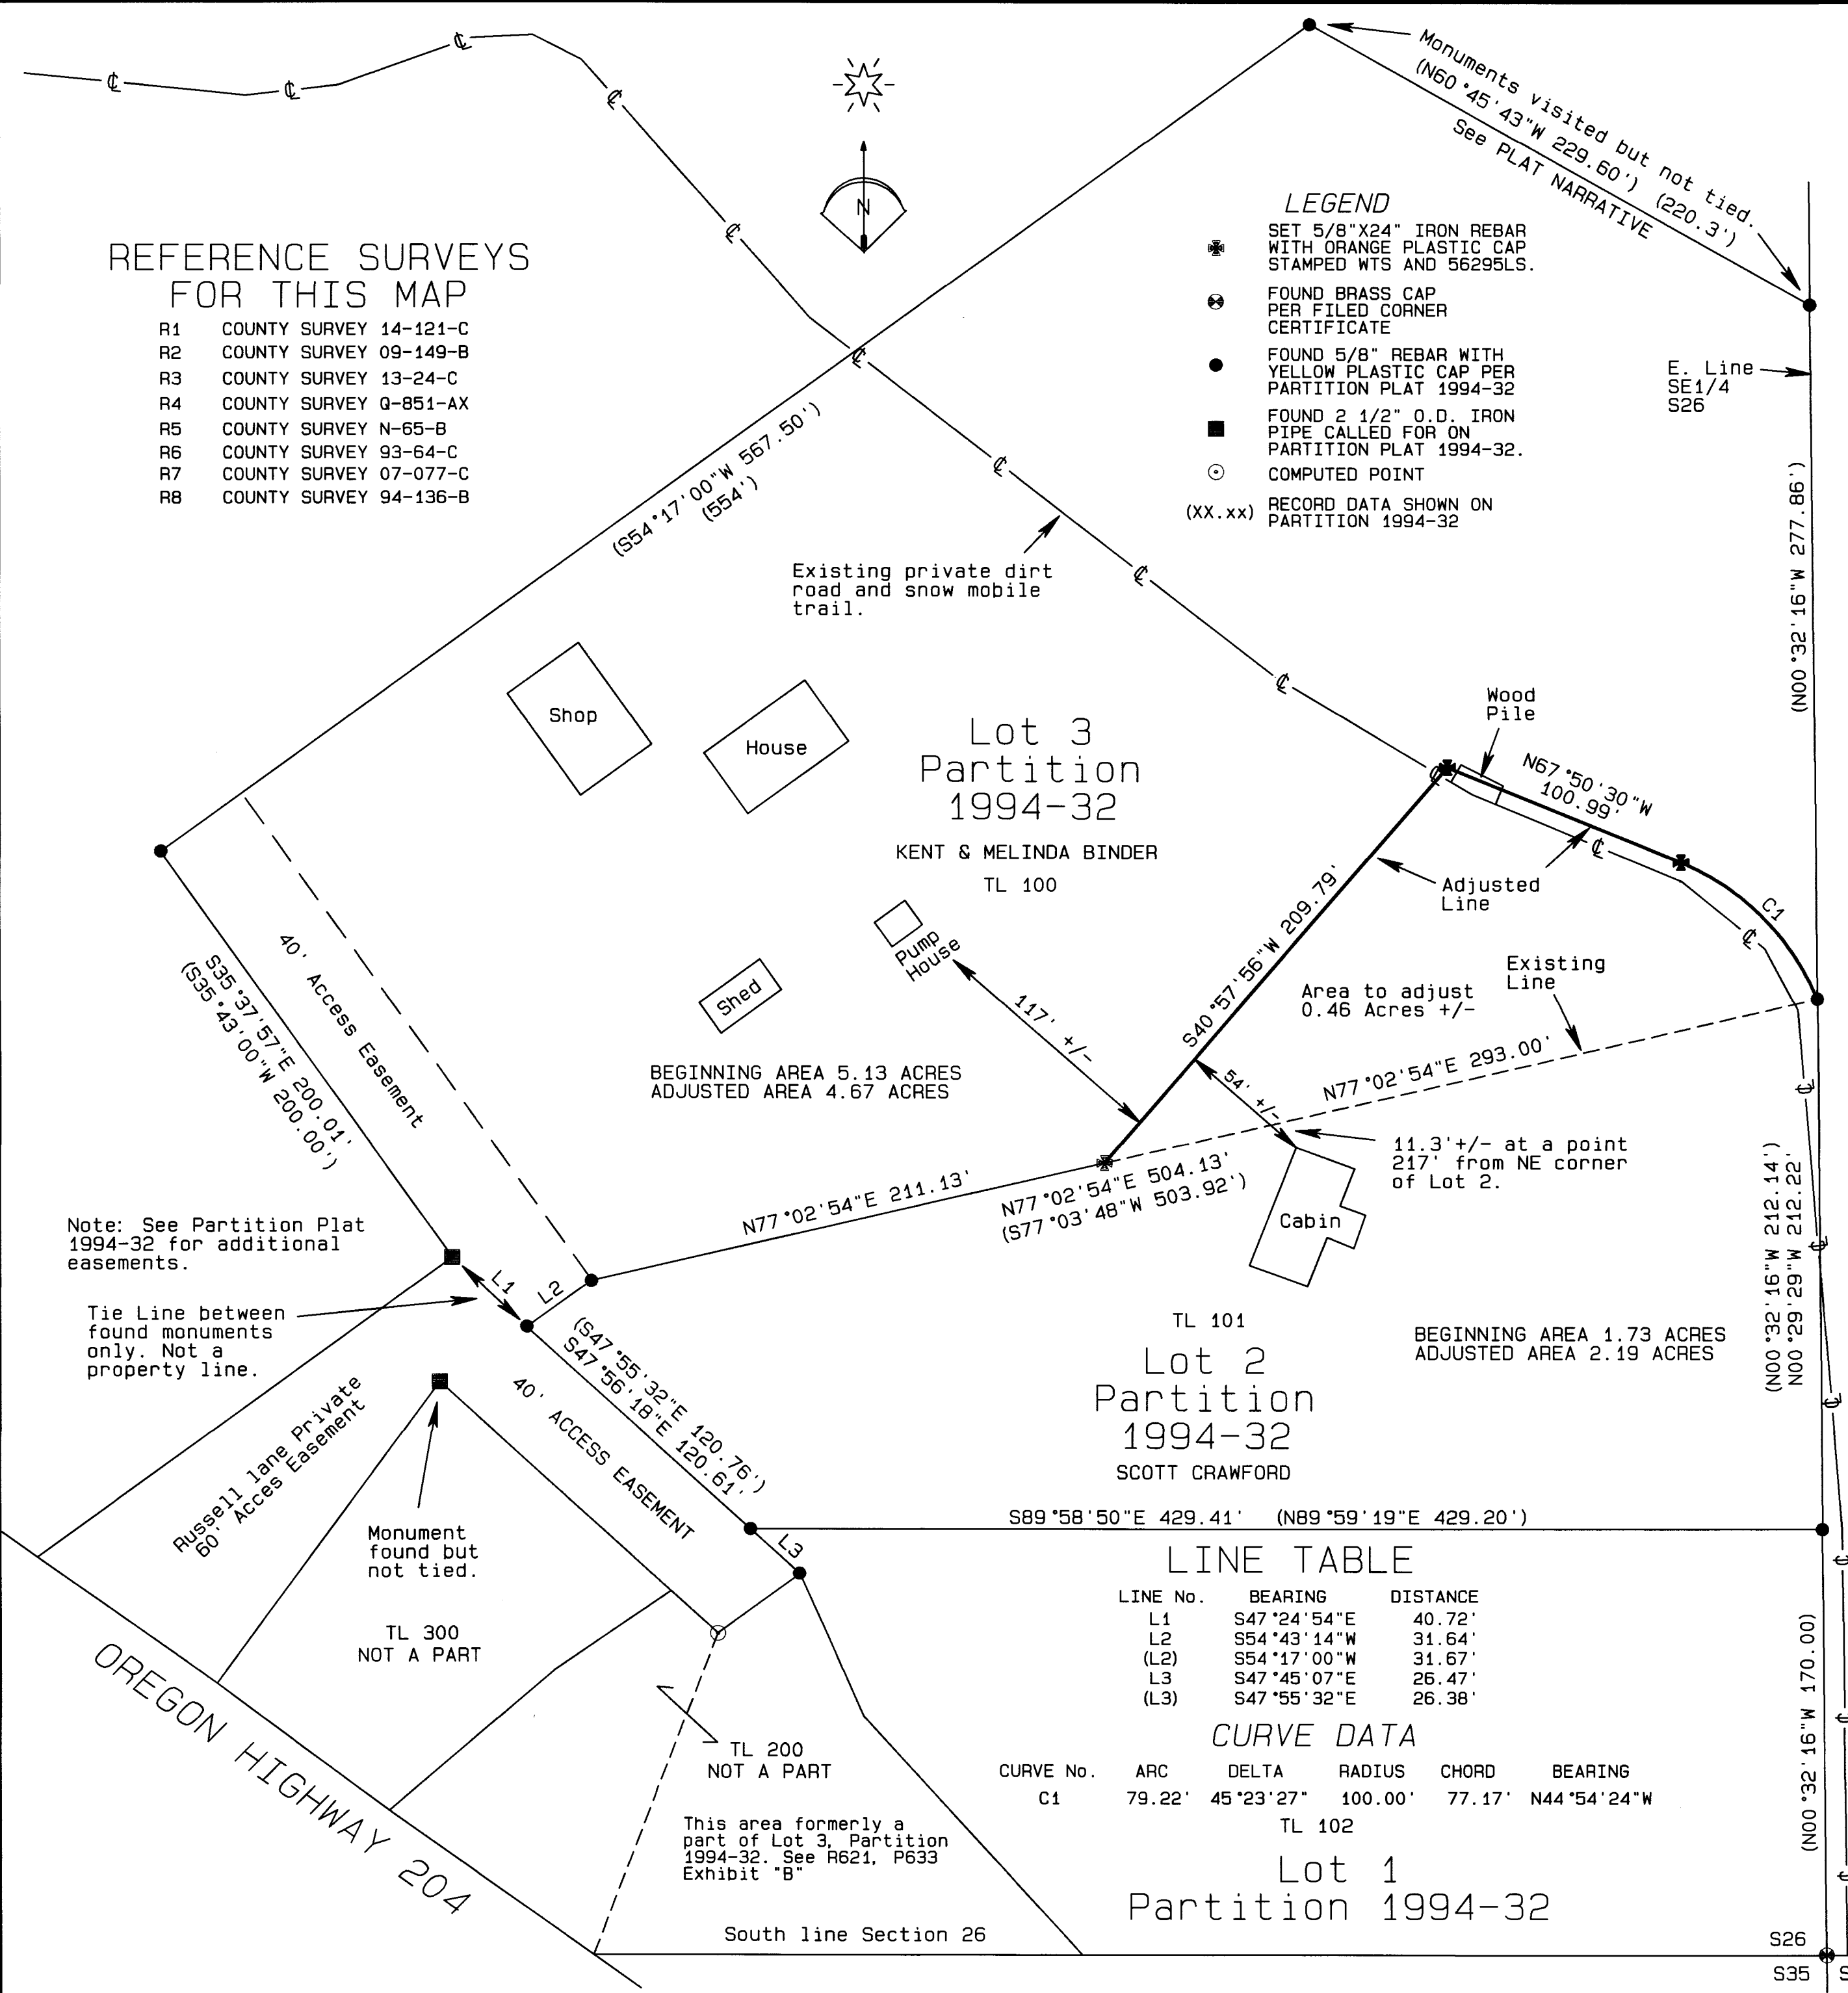 Monuments visited but not tied.
(N60°45'43"W 229.60') (220.3')
See PLAT NARRATIVE
N
REFERENCE SURVEYS
FOR THIS MAP
R1 COUNTY SURVEY 14-121-C
R2 COUNTY SURVEY 09-149-B
R3 COUNTY SURVEY 13-24-C
R4 COUNTY SURVEY Q-851-AX
R5 COUNTY SURVEY N-65-B
R6 COUNTY SURVEY 93-64-C
R7 COUNTY SURVEY 07-077-C
R8 COUNTY SURVEY 94-136-B
LEGEND
SET 5/8"X24" IRON REBAR
WITH ORANGE PLASTIC CAP
STAMPED WTS AND 56295LS.
FOUND BRASS CAP
PER FILED CORNER
CERTIFICATE
FOUND 5/8" REBAR WITH
YELLOW PLASTIC CAP PER
PARTITION PLAT 1994-32
FOUND 2 1/2" O.D. IRON
PIPE CALLED FOR ON
PARTITION PLAT 1994-32.
COMPUTED POINT
(XX.xx) RECORD DATA SHOWN ON
PARTITION 1994-32
E. Line
SE1/4
S26
(N00°32'16"W 277.86')
(S54°17'00"W 567.50')
(554')
Existing private dirt
road and snow mobile
trail.
Shop
House
Lot 3
Partition
1994-32
KENT & MELINDA BINDER
TL 100
Wood
Pile
N67°50'30"W
100.99'
Adjusted
Line
C1
S40°57'56"W 209.79'
Existing
Line
Area to adjust
0.46 Acres +/-
N77°02'54"E 293.00'
Pump
House
Shed
117' +/-
54' +/-
BEGINNING AREA 5.13 ACRES
ADJUSTED AREA 4.67 ACRES
40' Access Easement
S35°37'57"E 200.01'
(S35°43'00"W 200.00')
11.3'+/- at a point
217' from NE corner
of Lot 2.
Cabin
N77°02'54"E 211.13'
N77°02'54"E 504.13'
(S77°03'48"W 503.92')
(N00°32'16"W 212.14')
N00°29'29"W 212.22'
Note: See Partition Plat
1994-32 for additional
easements.
L1
L2
Tie Line between
found monuments
only. Not a
property line.
(S47°55'32"E 120.76')
S47°56'18"E 120.61'
40' ACCESS EASEMENT
TL 101
Lot 2
Partition
1994-32
SCOTT CRAWFORD
BEGINNING AREA 1.73 ACRES
ADJUSTED AREA 2.19 ACRES
Russell lane Private
60' Acces Easement
Monument
found but
not tied.
L3
S89°58'50"E 429.41' (N89°59'19"E 429.20')
TL 300
NOT A PART
LINE TABLE
LINE No. BEARING DISTANCE
L1 S47°24'54"E 40.72'
L2 S54°43'14"W 31.64'
(L2) S54°17'00"W 31.67'
L3 S47°45'07"E 26.47'
(L3) S47°55'32"E 26.38'
(N00°32'16"W 170.00)
OREGON HIGHWAY 204
TL 200
NOT A PART
CURVE DATA
CURVE No. ARC DELTA RADIUS CHORD BEARING
C1 79.22' 45°23'27" 100.00' 77.17' N44°54'24"W
This area formerly a
part of Lot 3, Partition
1994-32. See R621, P633
Exhibit "B"
TL 102
Lot 1
Partition 1994-32
South line Section 26
S26
S35 S